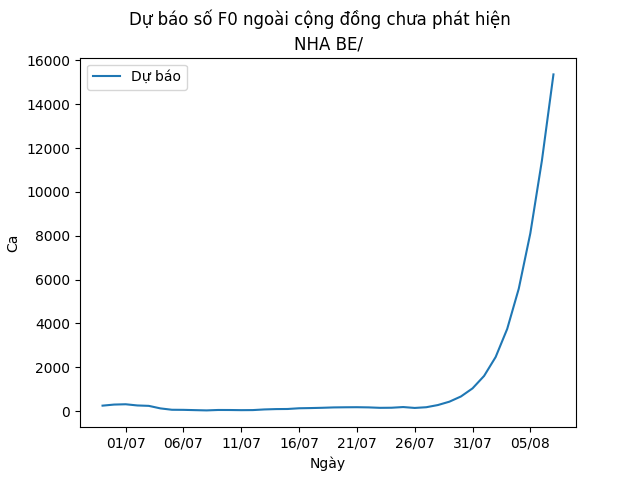 Dự báo số F0 ngoài cộng đồng chưa phát hiện
NHA BE/
Dự báo
Ca
16000
14000
12000
10000
8000
6000
4000
2000
0
01/07 06/07 11/07 16/07 21/07 26/07 31/07 05/08
Ngày